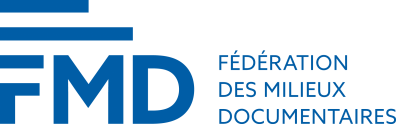 FMD
FÉDÉRATION
DES MILIEUX
DOCUMENTAIRES